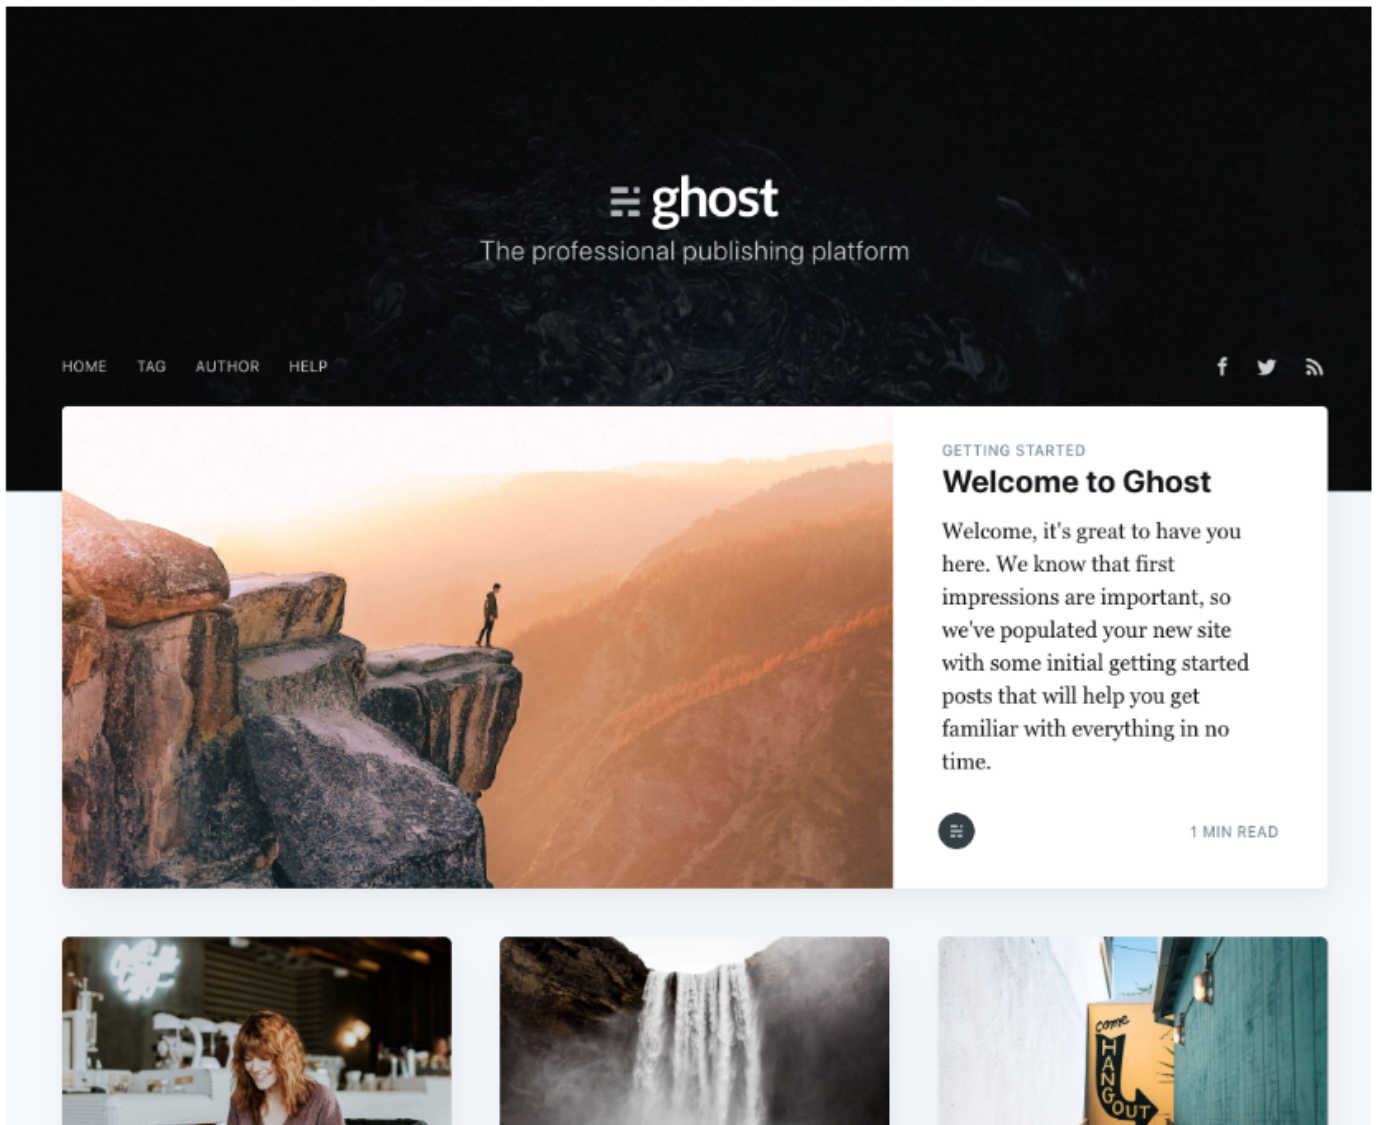 ghost
The professional publishing platform
HOME TAG AUTHOR HELP
GETTING STARTED
Welcome to Ghost
Welcome, it's great to have you
here. We know that first
impressions are important, so
we've populated your new site
with some initial getting started
posts that will help you get
familiar with everything in no
time.
1 MIN READ
come
HANGOUT